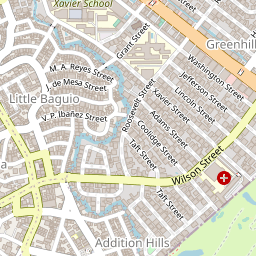 Xavier School
Grant Street
Greenhill
M. A. Reyes Street
J. de Mesa Street
Little Baguio
V. P. Ibañez Street
Roosevelt Street
Xavier Street
Washington Street
Jefferson Street
Lincoln Street
Adams Street
Coolidge Street
Taft Street
Wilson Street
Taft Street
a
Addition Hills